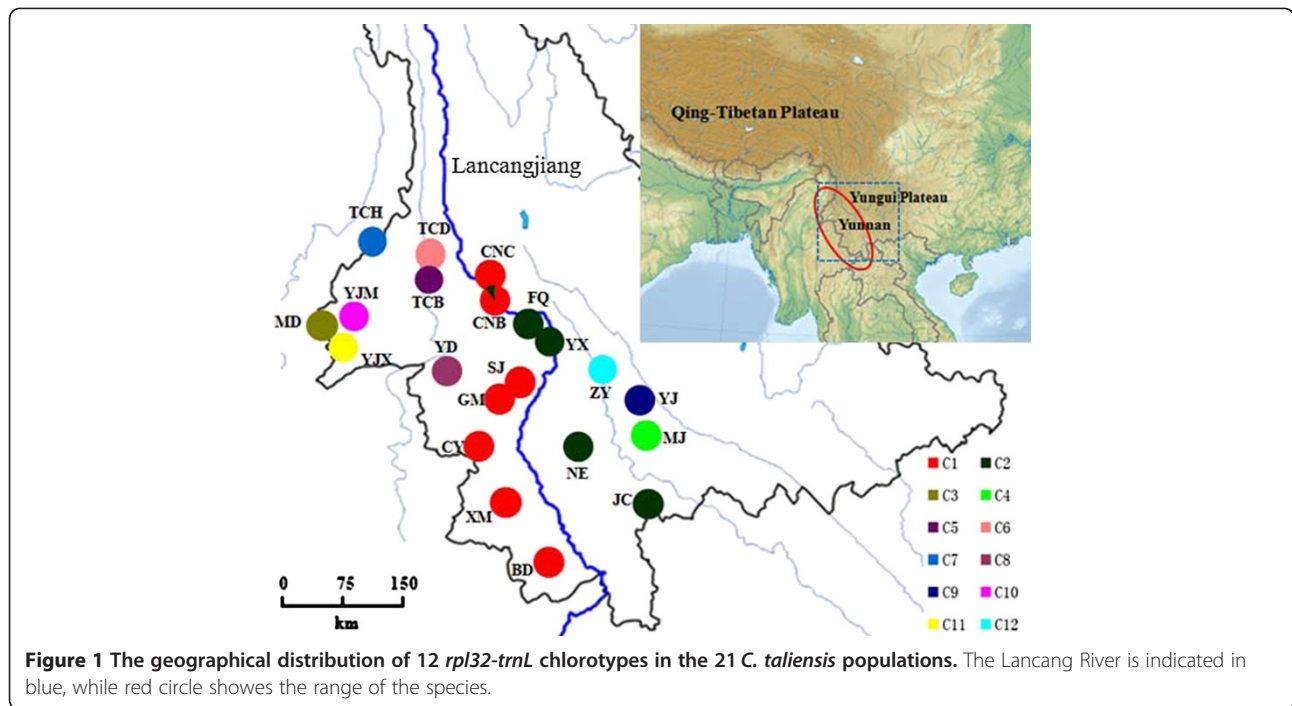 Qing-Tibetan Plateau
Lancangjiang
Yungui Plateau
Yunnan
TCH
TCD
CNC
TCB
YJM
CNB
FQ
MD
YX
YJX
YD
SJ
ZY
GM
YJ
MJ
CY
NE
C1 C2
JC
C3 C4
XM
C5 C6
BD
C7 C8
0 75 150
C9 C10
km
C11 C12
Figure 1 The geographical distribution of 12 rpl32-trnL chlorotypes in the 21 C. taliensis populations. The Lancang River is indicated in
blue, while red circle showes the range of the species.